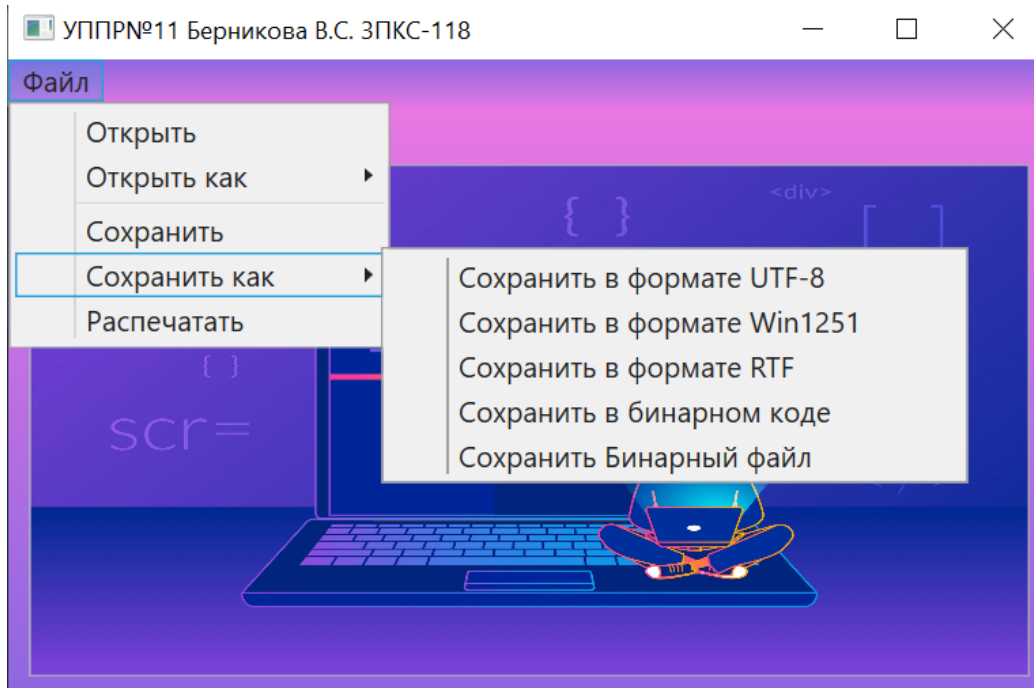 УППР№11 Берникова В.С. 3ПКС-118
Файл
Открыть
Открыть как
Сохранить
Сохранить как
Распечатать
Сохранить в формате UTF-8
Сохранить в формате Win1251
Сохранить в формате RTF
Сохранить в бинарном коде
Сохранить Бинарный файл
{ }
<div>
[ ]
{ }
scr=
</>